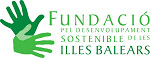 FUNDACIÓ
PEL DESENVOLUPAMENT
SOSTENIBLE DE LES
ILLES BALEARS